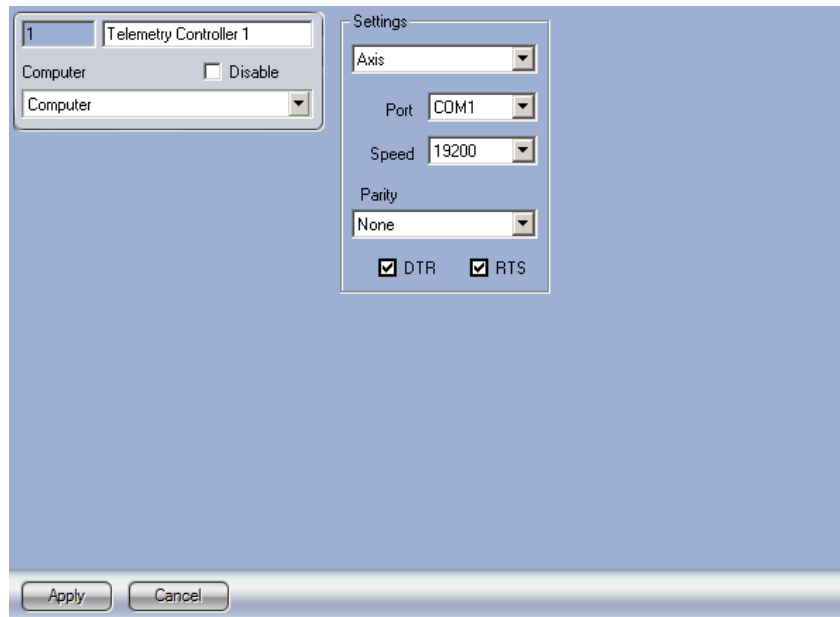 1
Telemetry Controller 1
Computer
Disable
Computer
Settings
Axis
Port
COM1
Speed
19200
Parity
None
DTR
RTS
Apply
Cancel